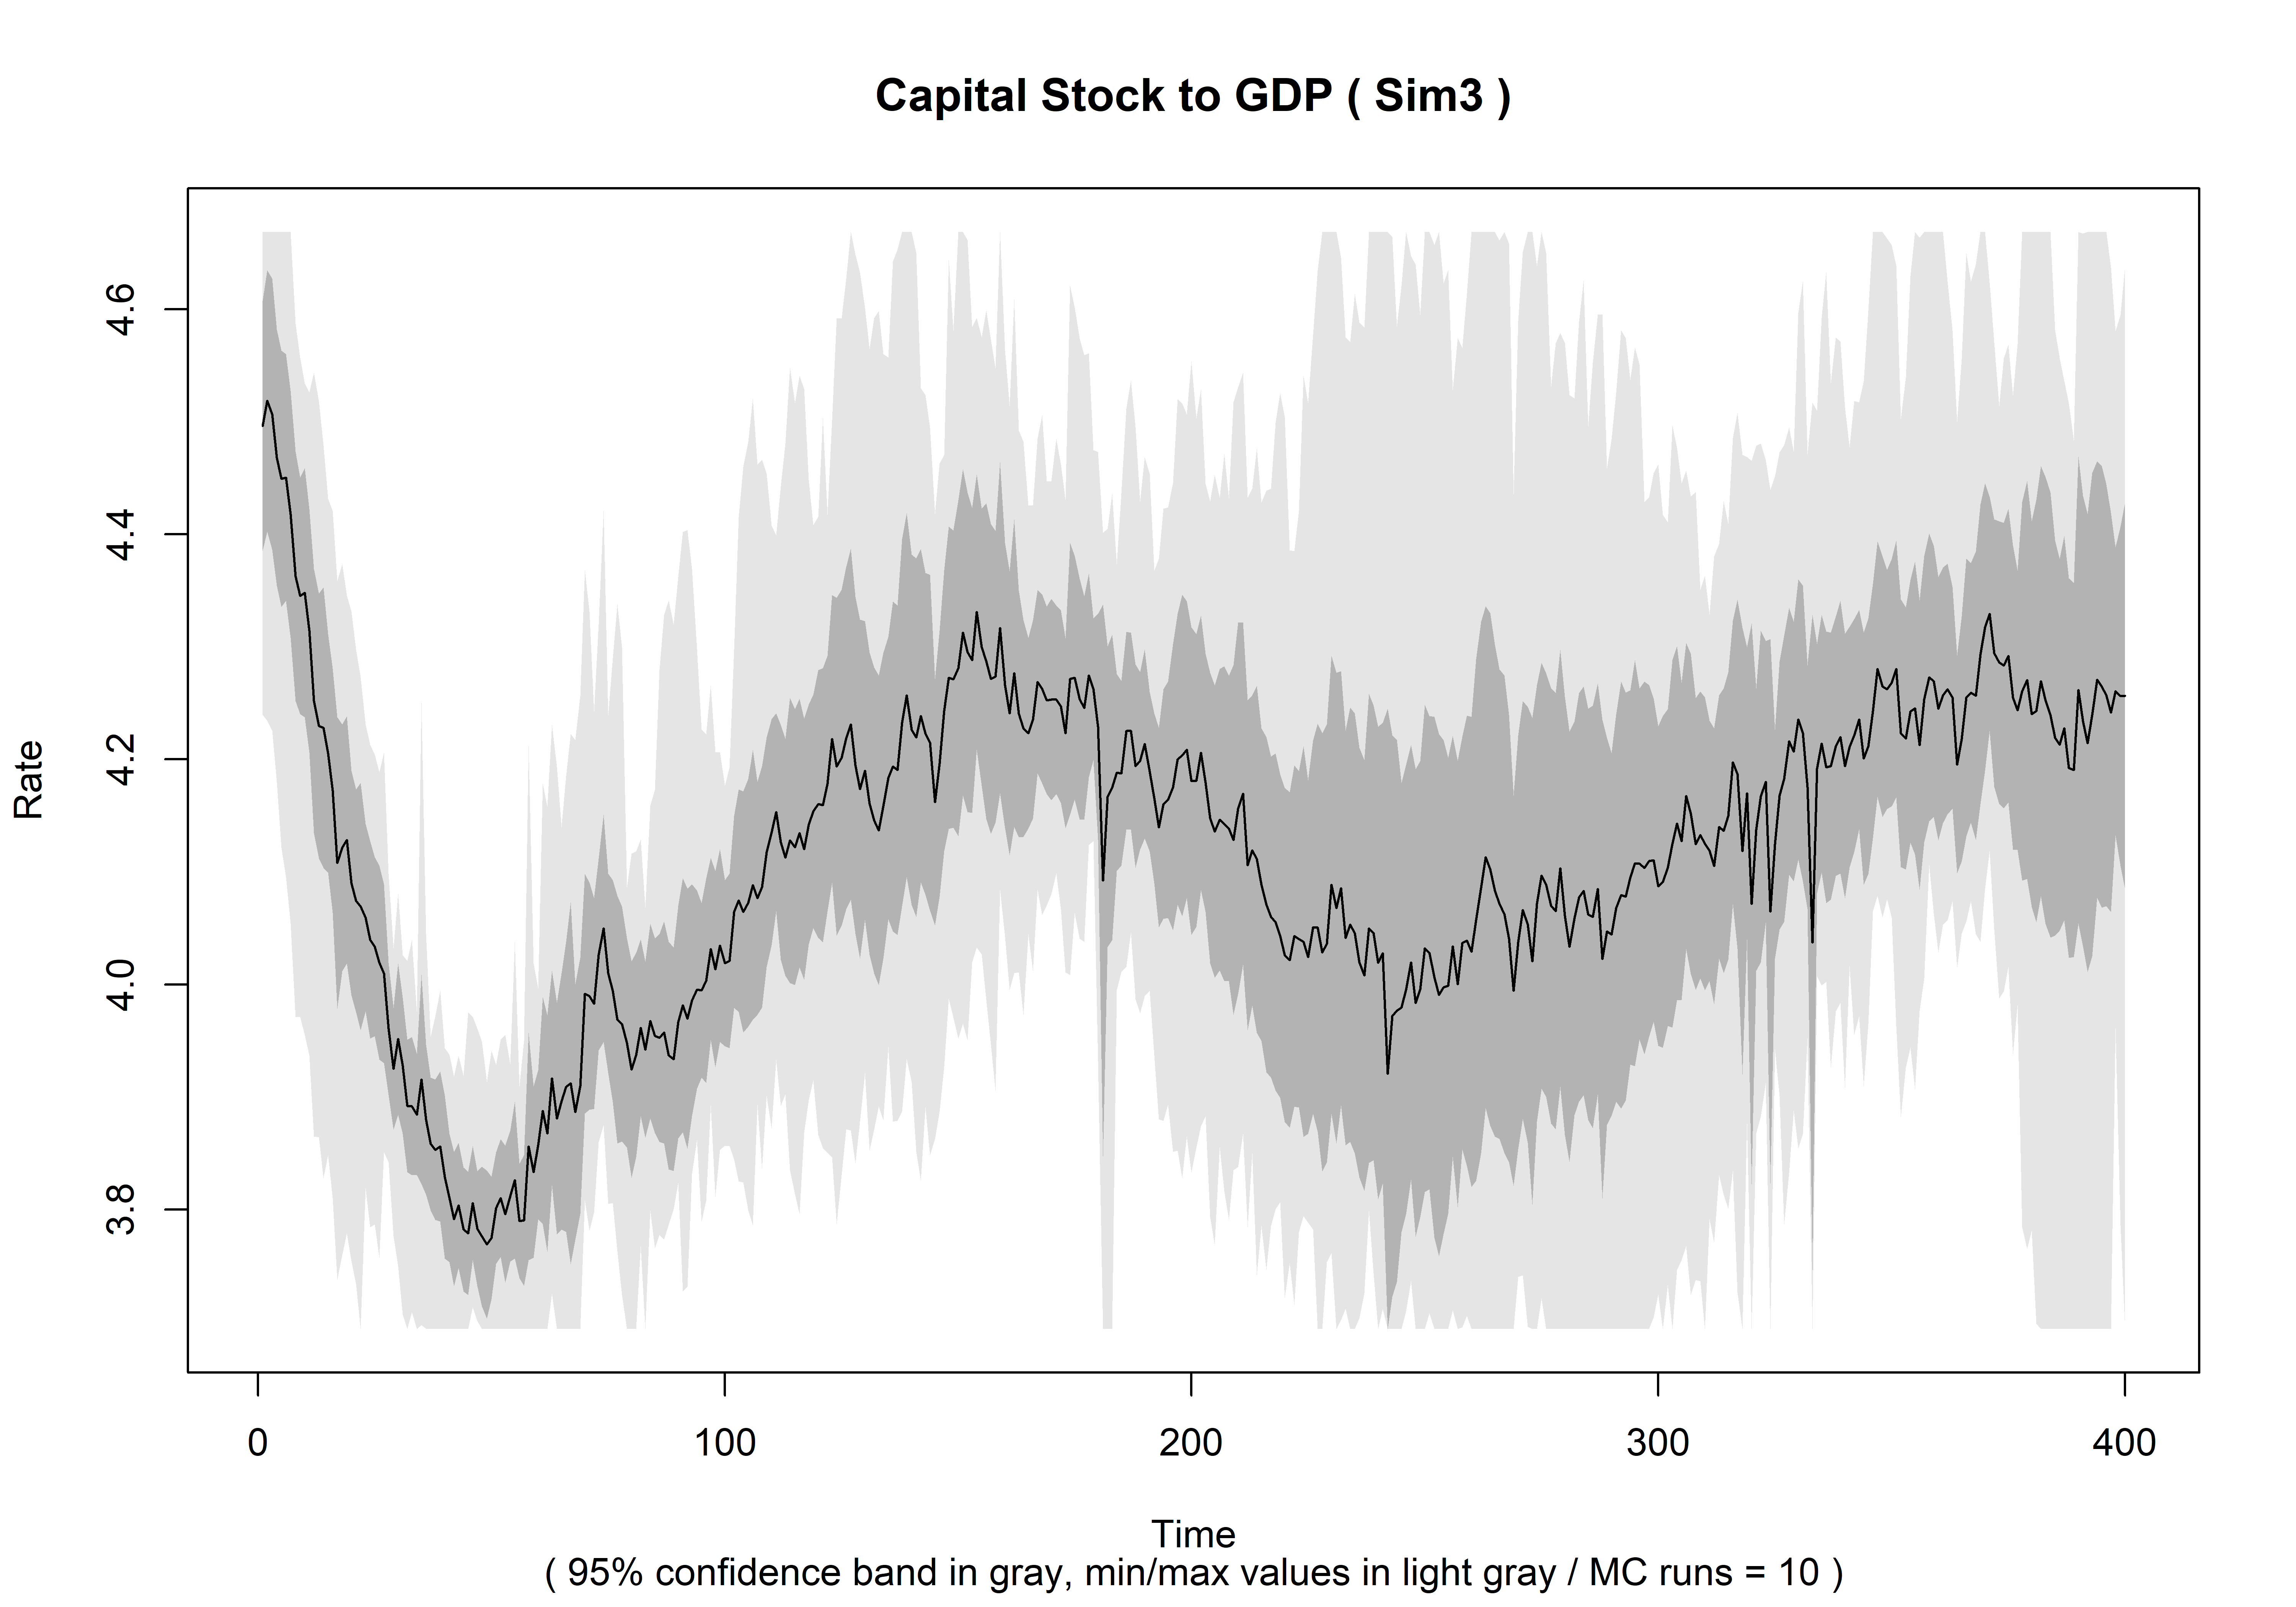 Capital Stock to GDP ( Sim3 )
Rate
4.6
4.4
4.2
4.0
3.8
0 100 200 300 400
Time
( 95% confidence band in gray, min/max values in light gray / MC runs = 10 )